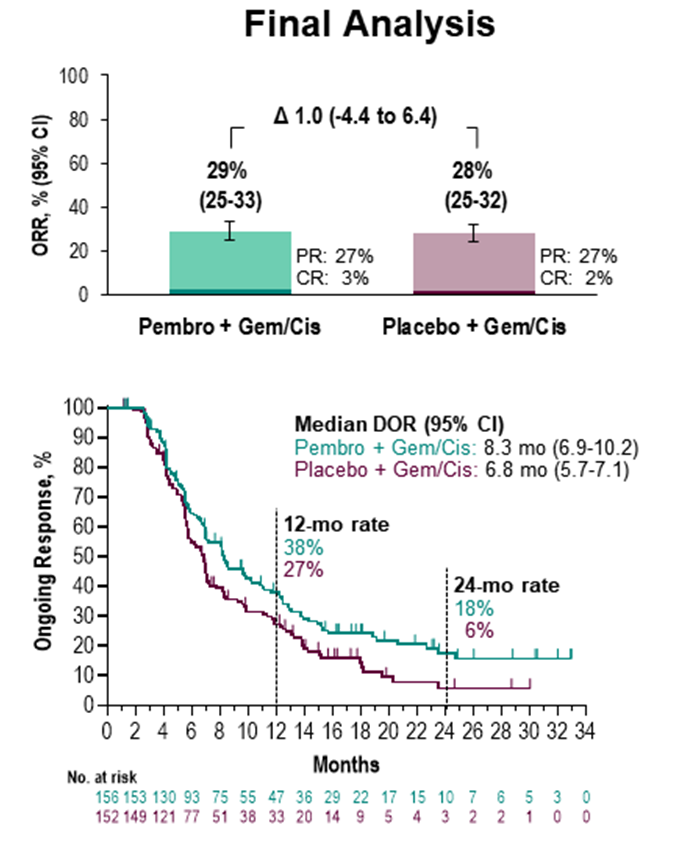 Final Analysis
ORR, % (95% CI)
100
80
60
40
20
0
Δ 1.0 (-4.4 to 6.4)
29%
(25-33)
28%
(25-32)
PR: 27%
CR: 3%
PR: 27%
CR: 2%
Pembro + Gem/Cis
Placebo + Gem/Cis
Ongoing Response, %
100
90
80
70
60
50
40
30
20
10
0
Median DOR (95% CI)
Pembro + Gem/Cis: 8.3 mo (6.9-10.2)
Placebo + Gem/Cis: 6.8 mo (5.7-7.1)
12-mo rate
38%
27%
24-mo rate
18%
6%
0 2 4 6 8 10 12 14 16 18 20 22 24 26 28 30 32 34
Months
No. at risk
156 153 130 93 75 55 47 36 29 22 17 15 10 7 6 5 3 0
152 149 121 77 51 38 33 20 14 9 5 4 3 2 2 1 0 0